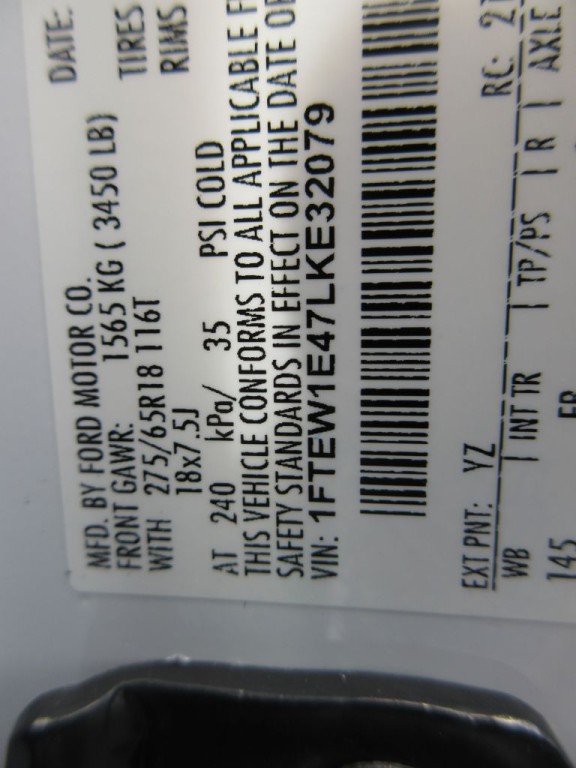 MFD. BY FORD MOTOR CO.
DATE:
FRONT GAWR: 1565 KG ( 3450 LB)
WITH 275/65R18 116T TIRES
18x7.5J RIMS
AT 240 kPa/ 35 PSI COLD
THIS VEHICLE CONFORMS TO ALL APPLICABLE F
SAFETY STANDARDS IN EFFECT ON THE DATE OF
VIN: 1FTEW1E47LKE32079
EXT PNT: YZ RC: 21
WB | INT TR | TP/PS | R | AXLE
145